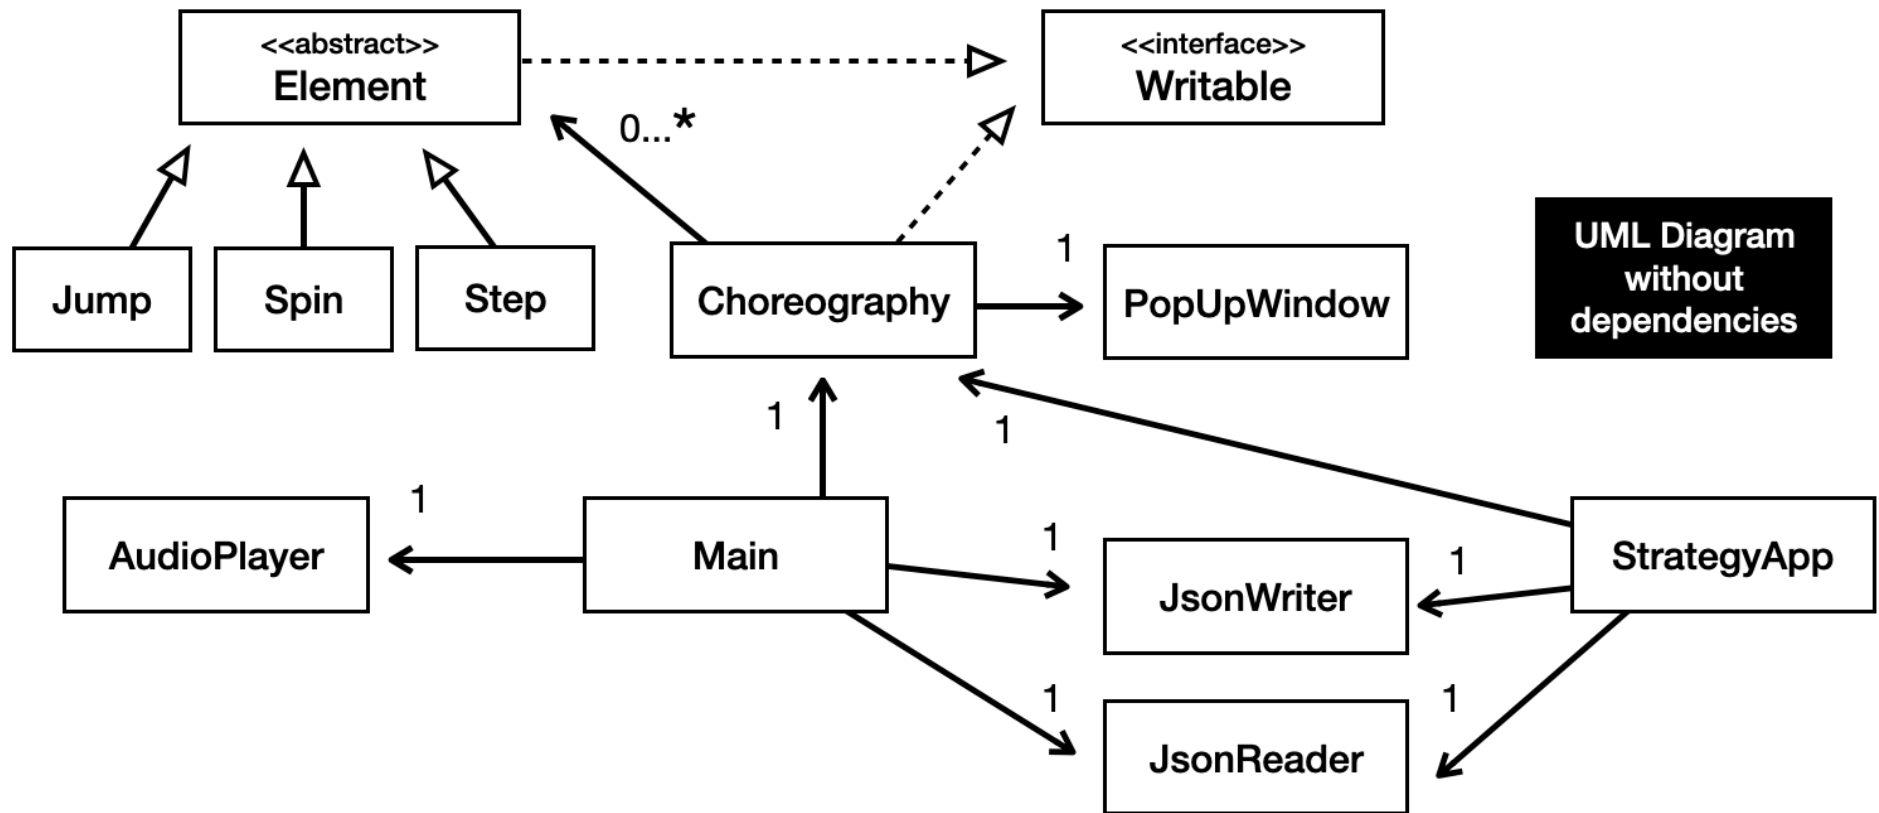 <<abstract>>
Element
<<interface>>
Writable
0...*
Jump
Spin
Step
Choreography
1
PopUpWindow
UML Diagram
without
dependencies
1
1
AudioPlayer
1
Main
1
JsonWriter
1
StrategyApp
1
JsonReader
1